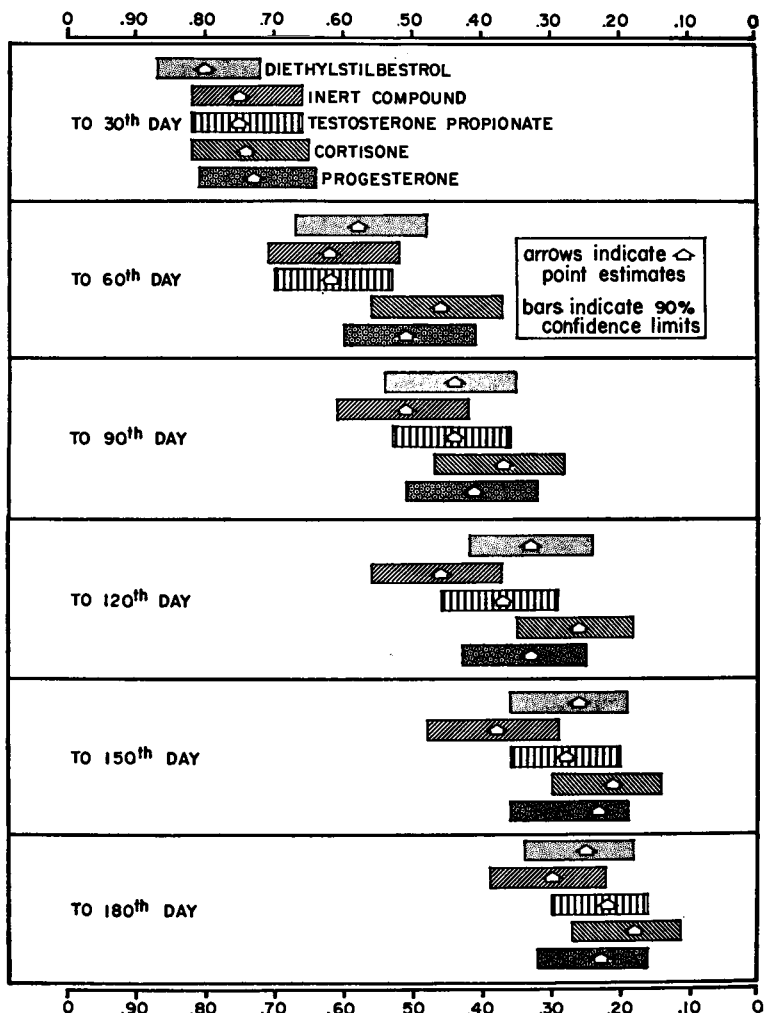 0 .90 .80 .70 .60 .50 .40 .30 .20 .10 0
DIETHYLSTILBESTROL
INERT COMPOUND
TO 30th DAY TESTOSTERONE PROPIONATE
CORTISONE
PROGESTERONE
TO 60th DAY
arrows indicate
point estimates
bars indicate 90%
confidence limits
TO 90th DAY
TO 120th DAY
TO 150th DAY
TO 180th DAY
0 .90 .80 .70 .60 .50 .40 .30 .20 .10 0